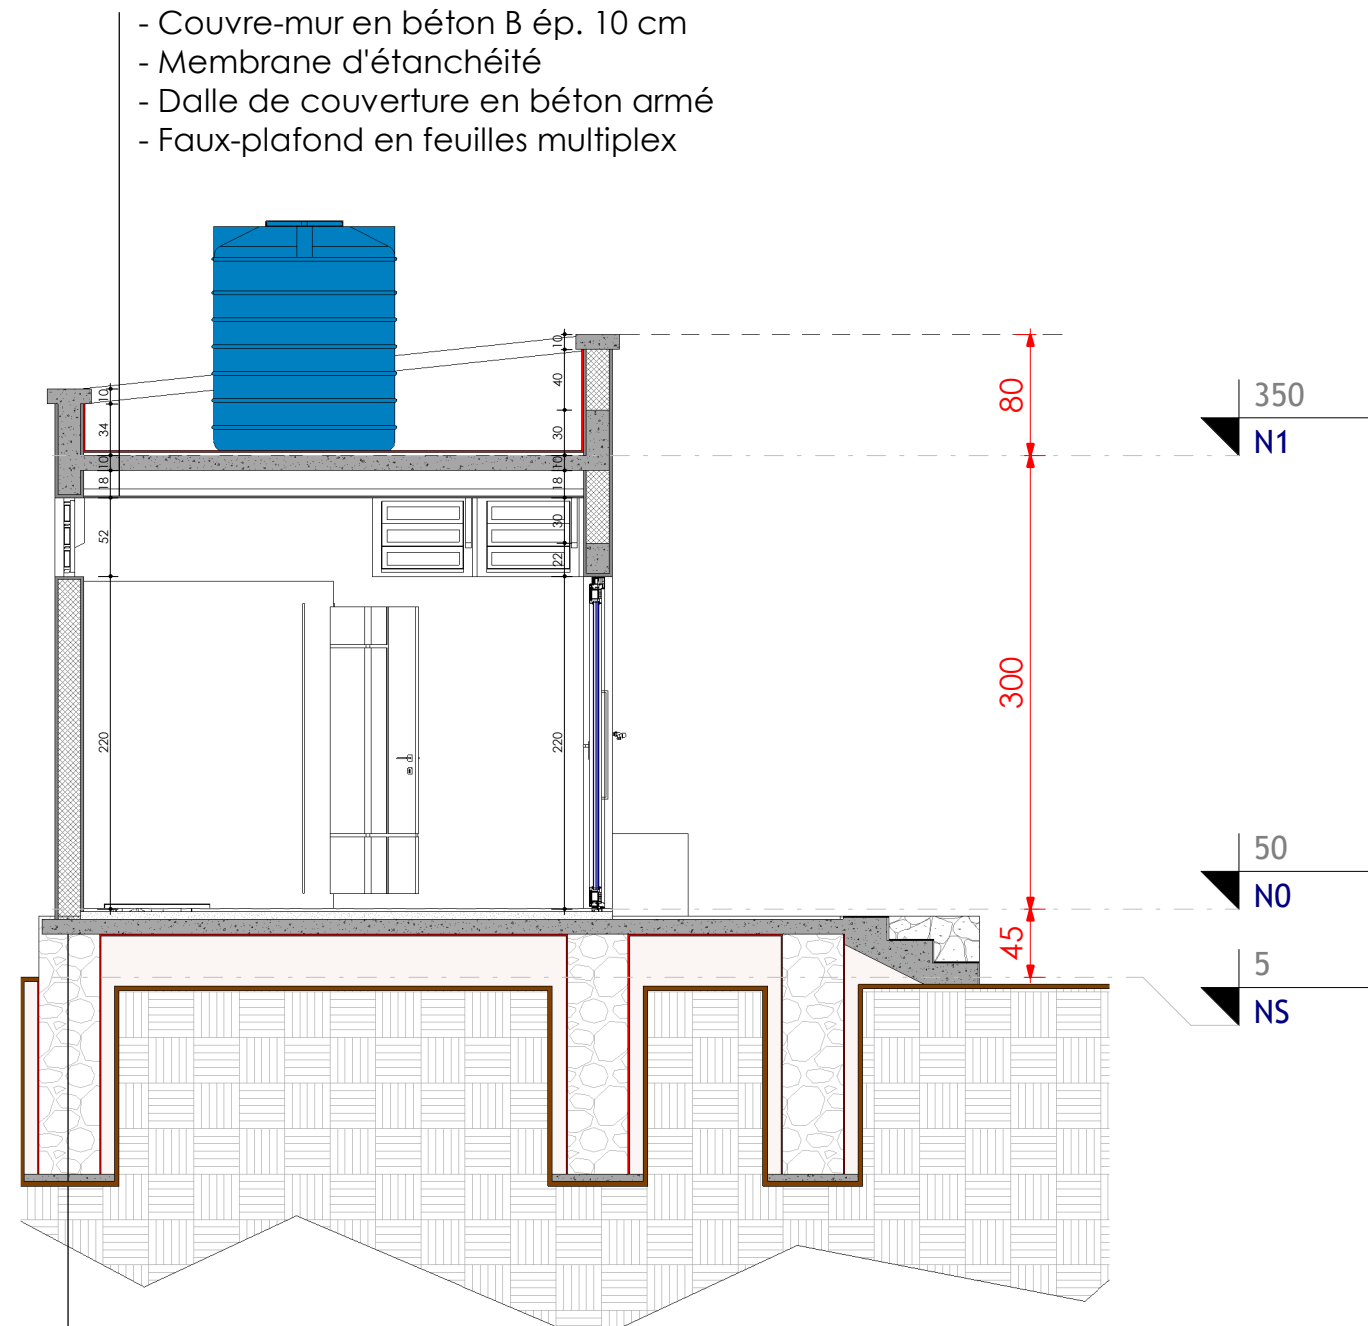 - Couvre-mur en béton B ép. 10 cm
- Membrane d'étanchéité
- Dalle de couverture en béton armé
- Faux-plafond en feuilles multiplex
10
40
30
10
18
30
22
220
10
34
10
18
52
220
80
300
45
350
N1
50
N0
5
NS